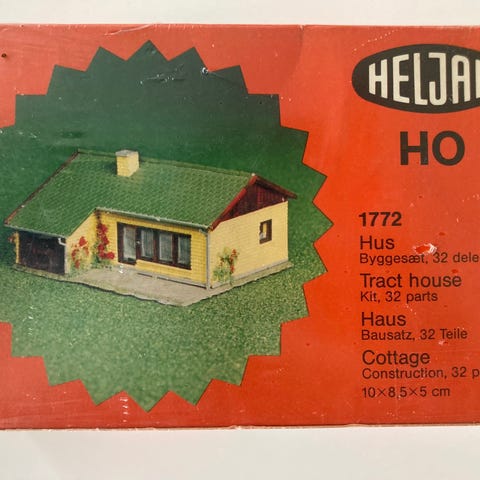 HELJA
HO
1772
Hus
Byggesæt, 32 dele
Tract house
Kit, 32 parts
Haus
Bausatz, 32 Teile
Cottage
Construction, 32 p
10×8,5×5 cm